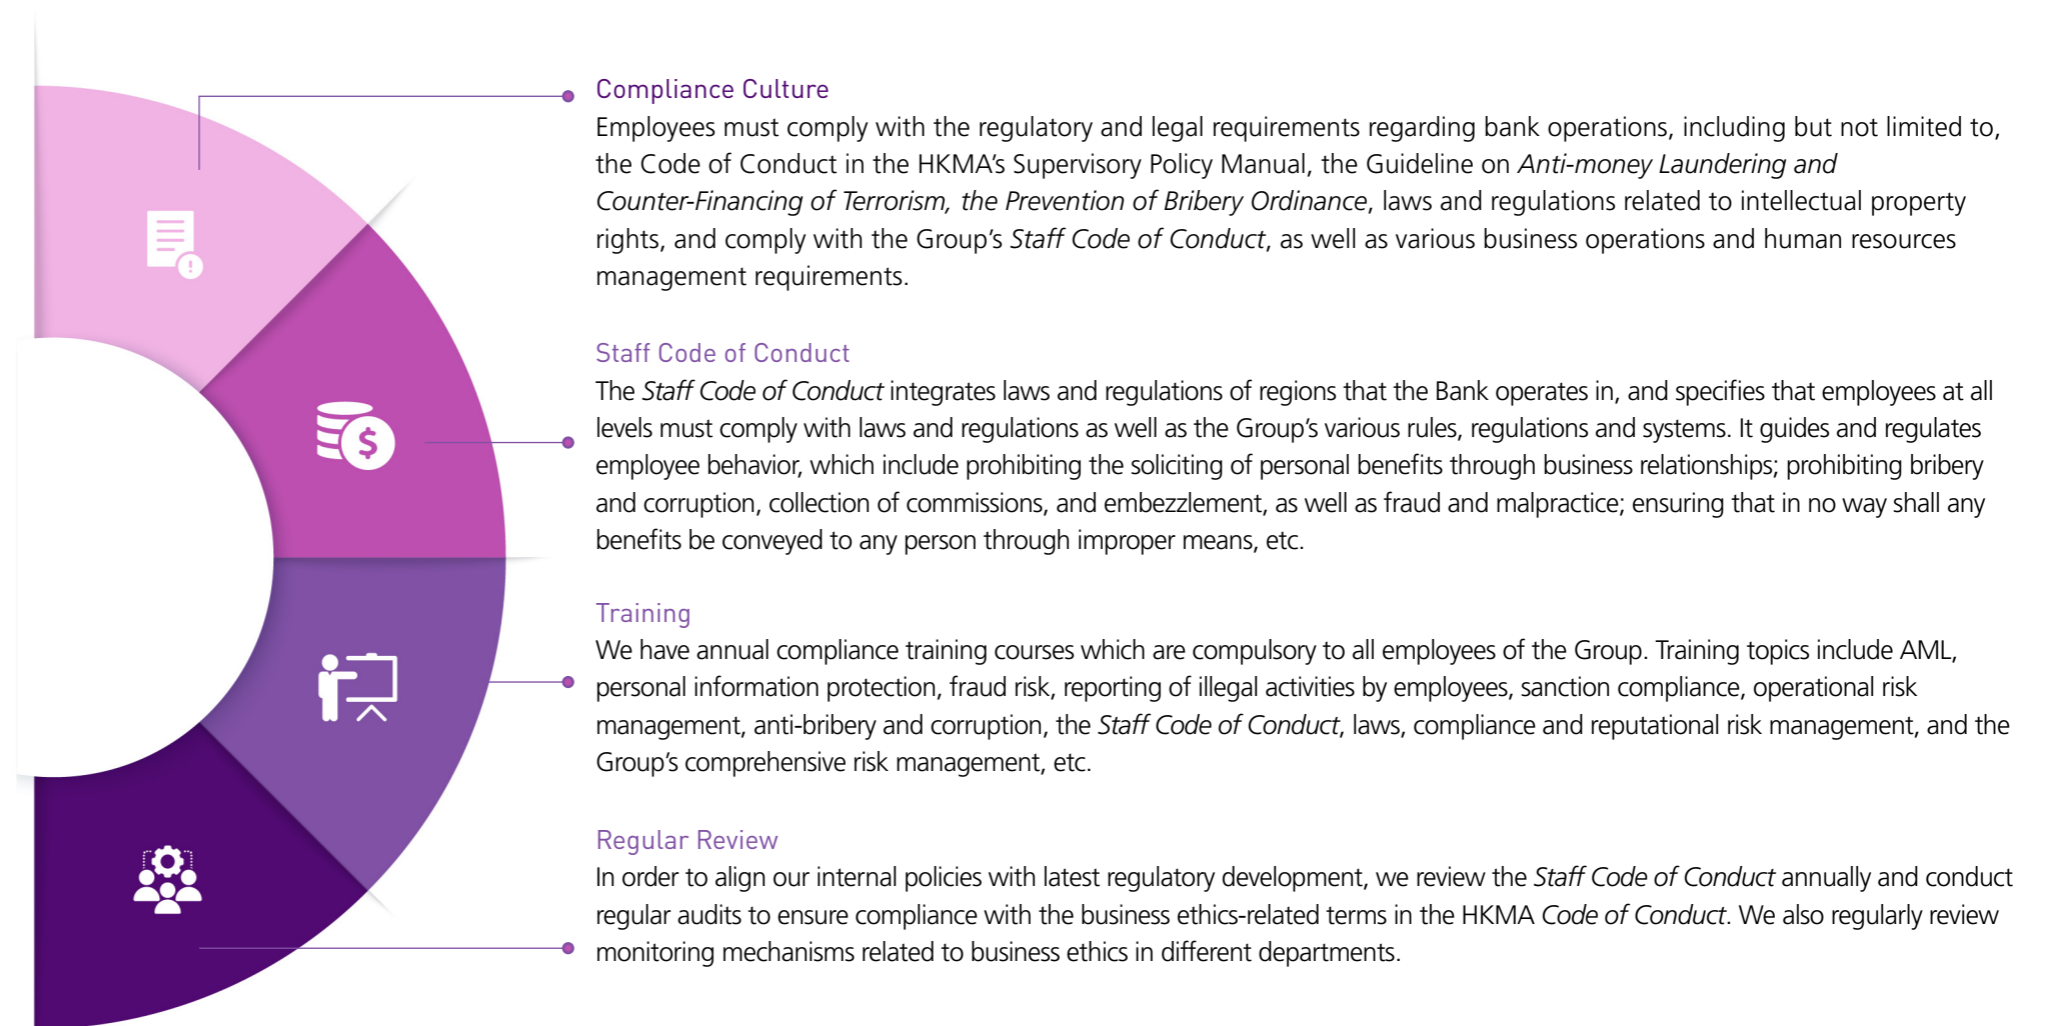 Compliance Culture
Employees must comply with the regulatory and legal requirements regarding bank operations, including but not limited to,
the Code of Conduct in the HKMA’s Supervisory Policy Manual, the Guideline on Anti-money Laundering and
Counter-Financing of Terrorism, the Prevention of Bribery Ordinance, laws and regulations related to intellectual property
rights, and comply with the Group’s Staff Code of Conduct, as well as various business operations and human resources
management requirements.
Staff Code of Conduct
The Staff Code of Conduct integrates laws and regulations of regions that the Bank operates in, and specifies that employees at all
levels must comply with laws and regulations as well as the Group’s various rules, regulations and systems. It guides and regulates
employee behavior, which include prohibiting the soliciting of personal benefits through business relationships; prohibiting bribery
and corruption, collection of commissions, and embezzlement, as well as fraud and malpractice; ensuring that in no way shall any
benefits be conveyed to any person through improper means, etc.
Training
We have annual compliance training courses which are compulsory to all employees of the Group. Training topics include AML,
personal information protection, fraud risk, reporting of illegal activities by employees, sanction compliance, operational risk
management, anti-bribery and corruption, the Staff Code of Conduct, laws, compliance and reputational risk management, and the
Group’s comprehensive risk management, etc.
Regular Review
In order to align our internal policies with latest regulatory development, we review the Staff Code of Conduct annually and conduct
regular audits to ensure compliance with the business ethics-related terms in the HKMA Code of Conduct. We also regularly review
monitoring mechanisms related to business ethics in different departments.